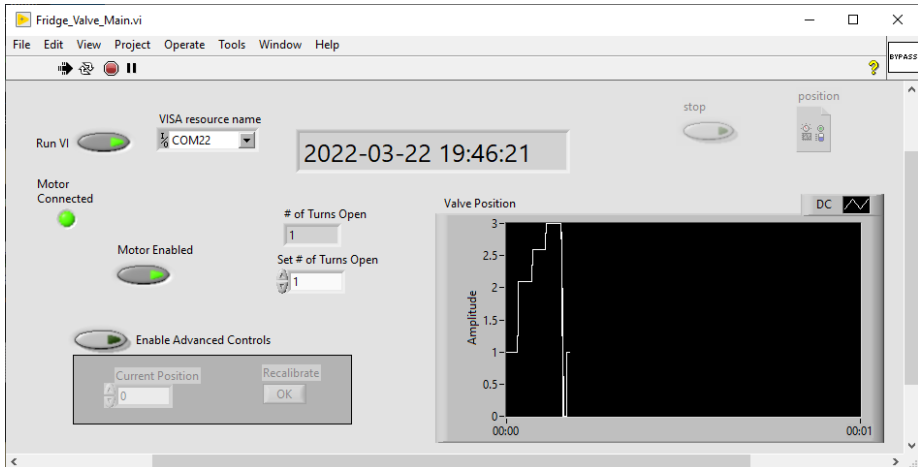 Fridge_Valve_Main.vi
File Edit View Project Operate Tools Window Help
BYPASS
stop
position
VISA resource name
Run VI
I/O COM22
2022-03-22 19:46:21
Motor
Connected
# of Turns Open
1
Motor Enabled
Set # of Turns Open
1
Enable Advanced Controls
Current Position
0
Recalibrate
OK
Valve Position
DC
Amplitude
3
2.5
2
1.5
1
0.5
0
00:00
00:01